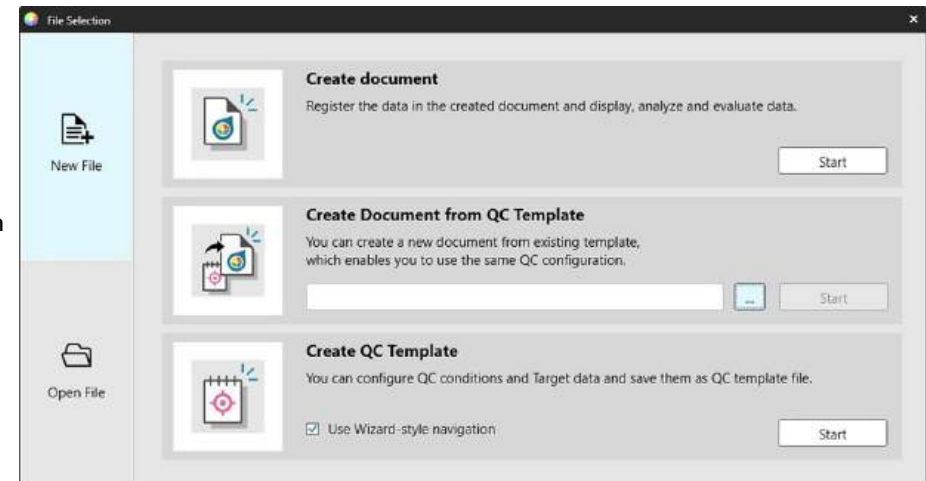 File Selection
New File
Open File
Create document
Register the data in the created document and display, analyze and evaluate data.
Start
Create Document from QC Template
You can create a new document from existing template,
which enables you to use the same QC configuration.
...
Start
Create QC Template
You can configure QC conditions and Target data and save them as QC template file.
Use Wizard-style navigation
Start